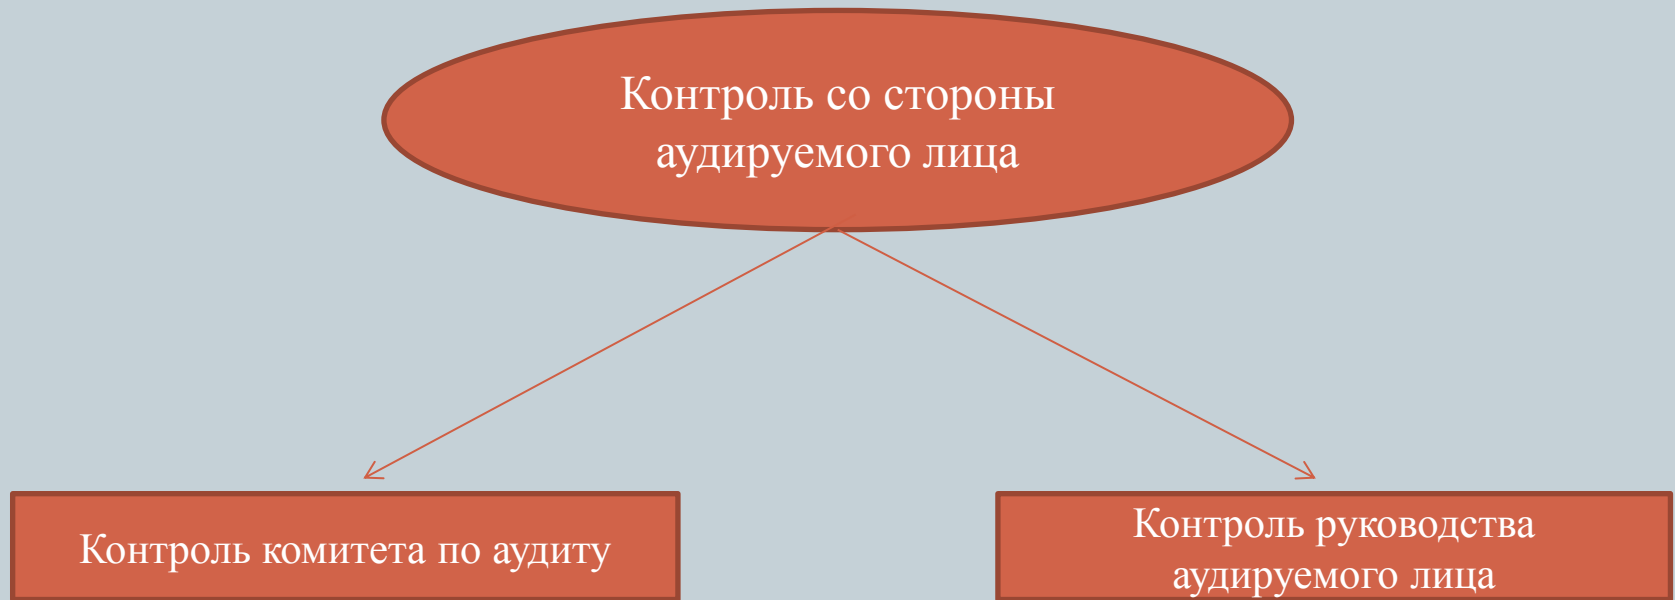 Контроль со стороны
аудируемого лица
Контроль комитета по аудиту
Контроль руководства
аудируемого лица